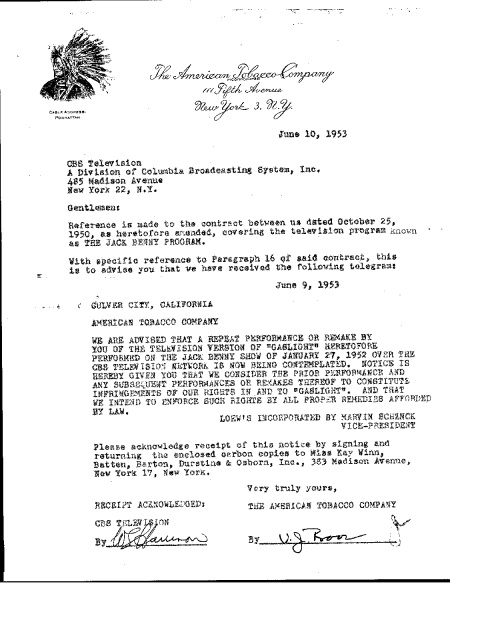 The American Tobacco Company
111 Fifth Avenue
New York 3, N.Y.
CABLE ADDRESS:
POWHATTAN
June 10, 1953
CBS Television
A Division of Columbia Broadcasting System, Inc.
485 Madison Avenue
New York 22, N.Y.
Gentlemen:
Reference is made to the contract between us dated October 25,
1950, as heretofore amended, covering the television program known
as THE JACK BENNY PROGRAM.
With specific reference to Paragraph 16 of said contract, this
is to advise you that we have received the following telegram:
June 9, 1953
CULVER CITY, CALIFORNIA
AMERICAN TOBACCO COMPANY
WE ARE ADVISED THAT A REPEAT PERFORMANCE OR REMAKE BY
YOU OF THE TELEVISION VERSION OF "GASLIGHT" HERETOFORE
PERFORMED ON THE JACK BENNY SHOW OF JANUARY 27, 1952 OVER THE
CBS TELEVISION NETWORK IS NOW BEING CONTEMPLATED. NOTICE IS
HEREBY GIVEN YOU THAT WE CONSIDER THE PRIOR PERFORMANCE AND
ANY SUBSEQUENT PERFORMANCES OR REMAKES THEREOF TO CONSTITUTE
INFRINGEMENTS OF OUR RIGHTS IN AND TO "GASLIGHT". AND THAT
WE INTEND TO ENFORCE SUCH RIGHTS BY ALL PROPER REMEDIES AFFORDED
BY LAW.
LOEW'S INCORPORATED BY MARVIN SCHENCK
VICE-PRESIDENT
Please acknowledge receipt of this notice by signing and
returning the enclosed carbon copies to Miss Kay Winn,
Batten, Barton, Durstine & Osborn, Inc., 383 Madison Avenue,
New York 17, New York.
Very truly yours,
RECEIPT ACKNOWLEDGED:
THE AMERICAN TOBACCO COMPANY
CBS TELEVISION
By
By